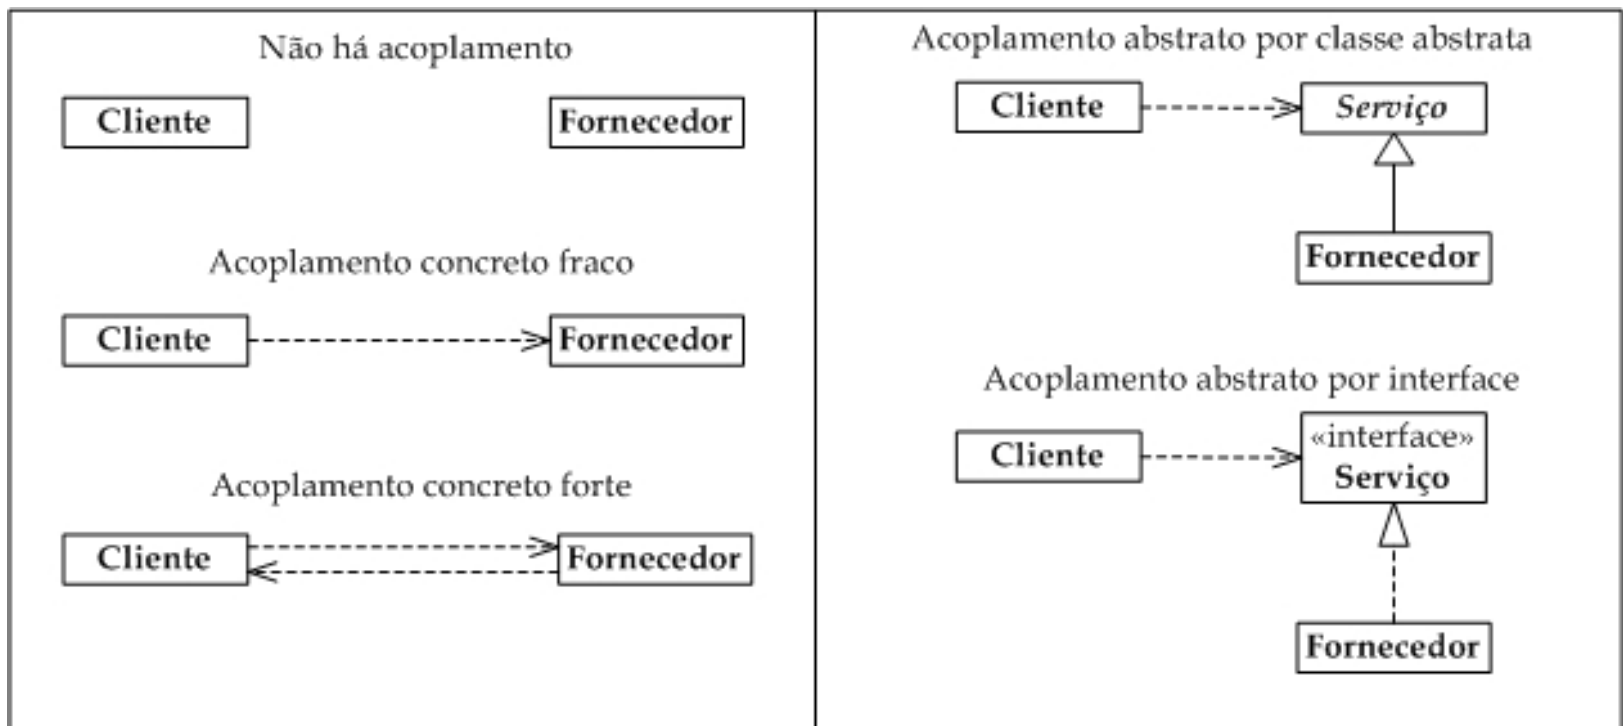 Não há acoplamento
Cliente
Fornecedor
Acoplamento concreto fraco
Cliente
Fornecedor
Acoplamento concreto forte
Cliente
Fornecedor
Acoplamento abstrato por classe abstrata
Cliente
Serviço
Fornecedor
Acoplamento abstrato por interface
Cliente
«interface»
Serviço
Fornecedor